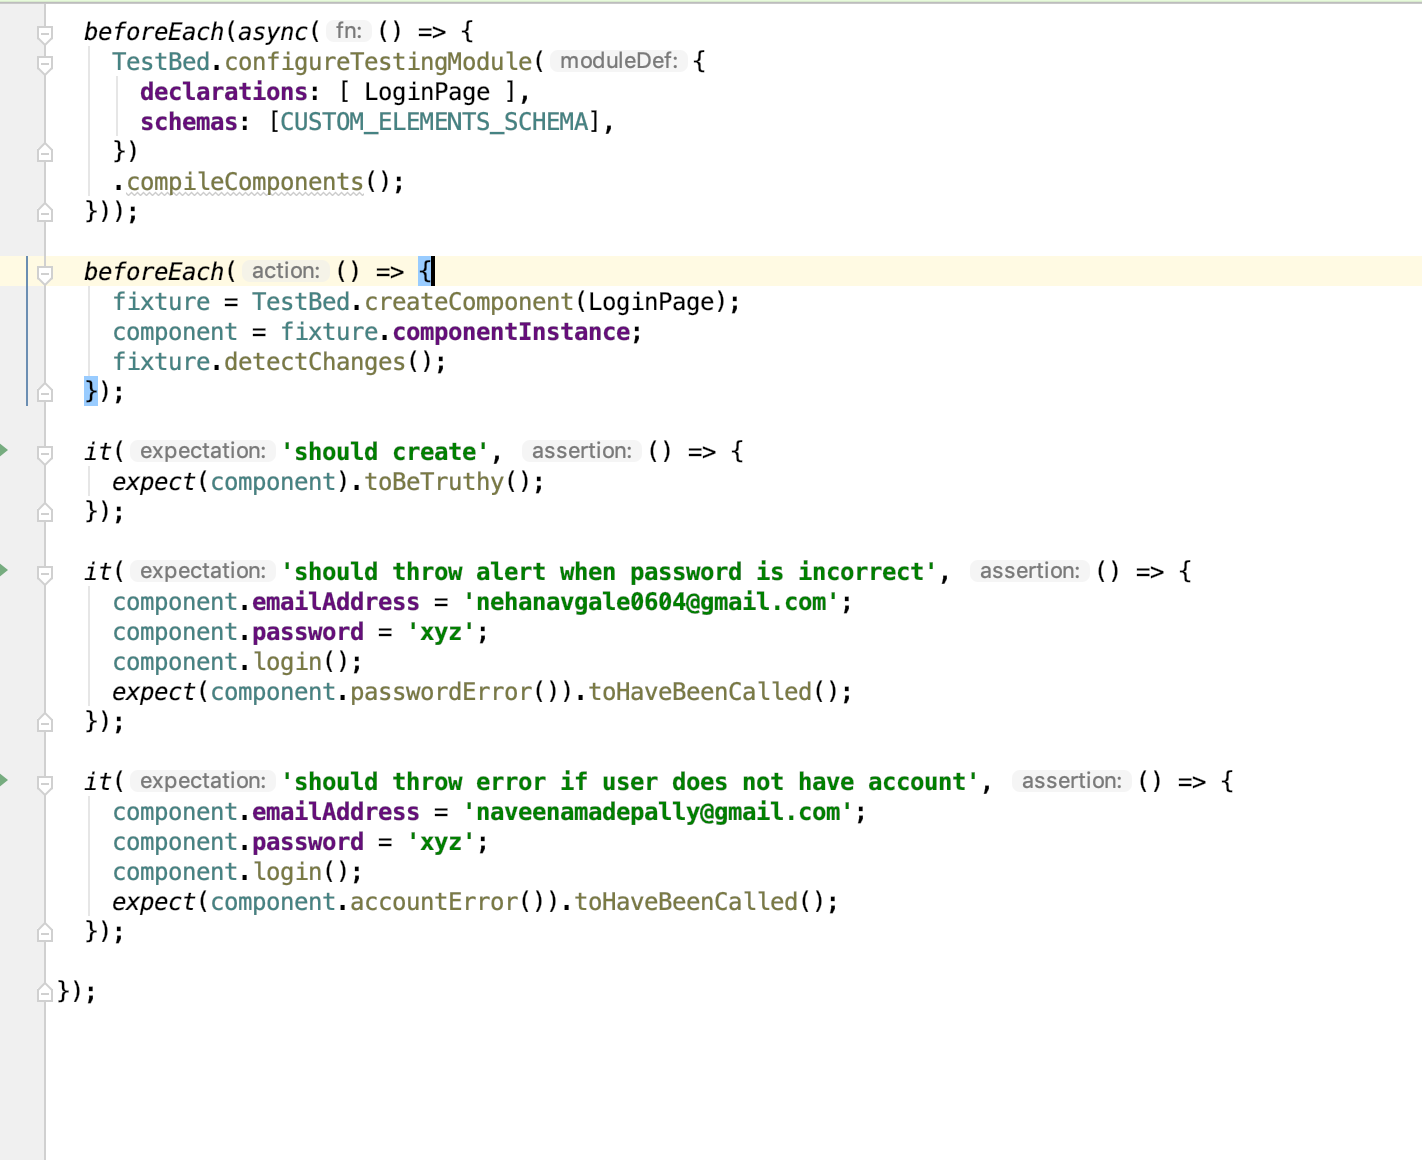 beforeEach(async( fn: () => {
TestBed.configureTestingModule( moduleDef: {
declarations: [ LoginPage ],
schemas: [CUSTOM_ELEMENTS_SCHEMA],
})
.compileComponents();
}));
beforeEach( action: () => {
fixture = TestBed.createComponent(LoginPage);
component = fixture.componentInstance;
fixture.detectChanges();
});
it( expectation: 'should create', assertion: () => {
expect(component).toBeTruthy();
});
it( expectation: 'should throw alert when password is incorrect', assertion: () => {
component.emailAddress = 'nehanavgale0604@gmail.com';
component.password = 'xyz';
component.login();
expect(component.passwordError()).toHaveBeenCalled();
});
it( expectation: 'should throw error if user does not have account', assertion: () => {
component.emailAddress = 'naveenamadepally@gmail.com';
component.password = 'xyz';
component.login();
expect(component.accountError()).toHaveBeenCalled();
});
});